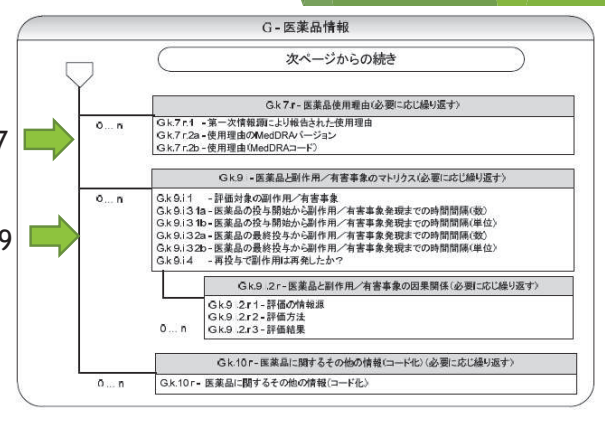 G - 医薬品情報
次ページからの続き
G.k.7.r - 医薬品使用理由(必要に応じ繰り返す)
7
0... n
G.k.7.r.1 - 第一次情報源により報告された使用理由
G.k.7.r.2a - 使用理由のMedDRAバージョン
G.k.7.r.2b - 使用理由(MedDRAコード)
G.k.9 - 医薬品と副作用/有害事象のマトリクス(必要に応じ繰り返す)
9
0... n
G.k.9.i.1 - 評価対象の副作用/有害事象
G.k.9.i.3.1a - 医薬品の投与開始から副作用/有害事象発現までの時間間隔(数)
G.k.9.i.3.1b - 医薬品の投与開始から副作用/有害事象発現までの時間間隔(単位)
G.k.9.i.3.2a - 医薬品の最終投与から副作用/有害事象発現までの時間間隔(数)
G.k.9.i.3.2b - 医薬品の最終投与から副作用/有害事象発現までの時間間隔(単位)
G.k.9.i.4 - 再投与で副作用は再発したか?
G.k.9 .2.r - 医薬品と副作用/有害事象の因果関係(必要に応じ繰り返す)
0... n
G.k.9 .2.r.1 - 評価の情報源
G.k.9 .2.r.2 - 評価方法
G.k.9 .2.r.3 - 評価結果
G.k.10.r - 医薬品に関するその他の情報(コード化)(必要に応じ繰り返す)
0... n
G.k.10.r - 医薬品に関するその他の情報(コード化)